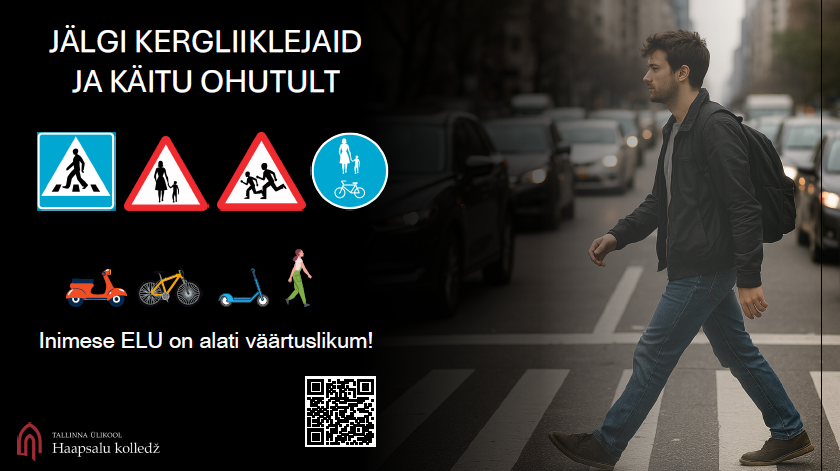 JÄLGI KERGLIIKLEJAID
JA KÄITU OHUTULT
Inimese ELU on alati väärtuslikum!
TALLINNA ÜLIKOOL
Haapsalu kolledž